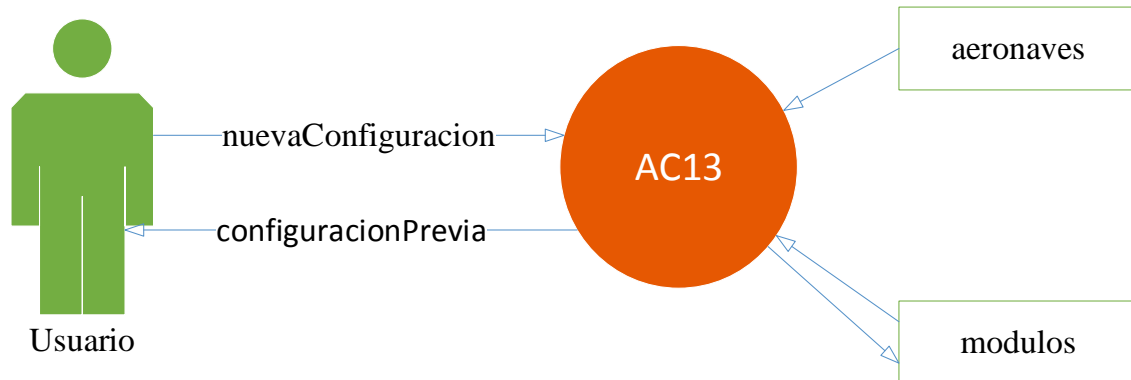 aeronaves
nuevaConfiguracion
AC13
configuracionPrevia
Usuario
modulos